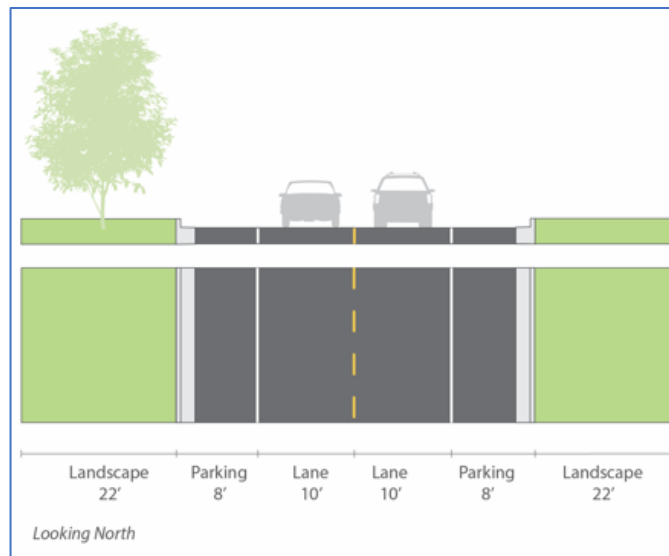 Landscape Parking Lane Lane Parking Landscape
22’ 8’ 10’ 10’ 8’ 22’
Looking North